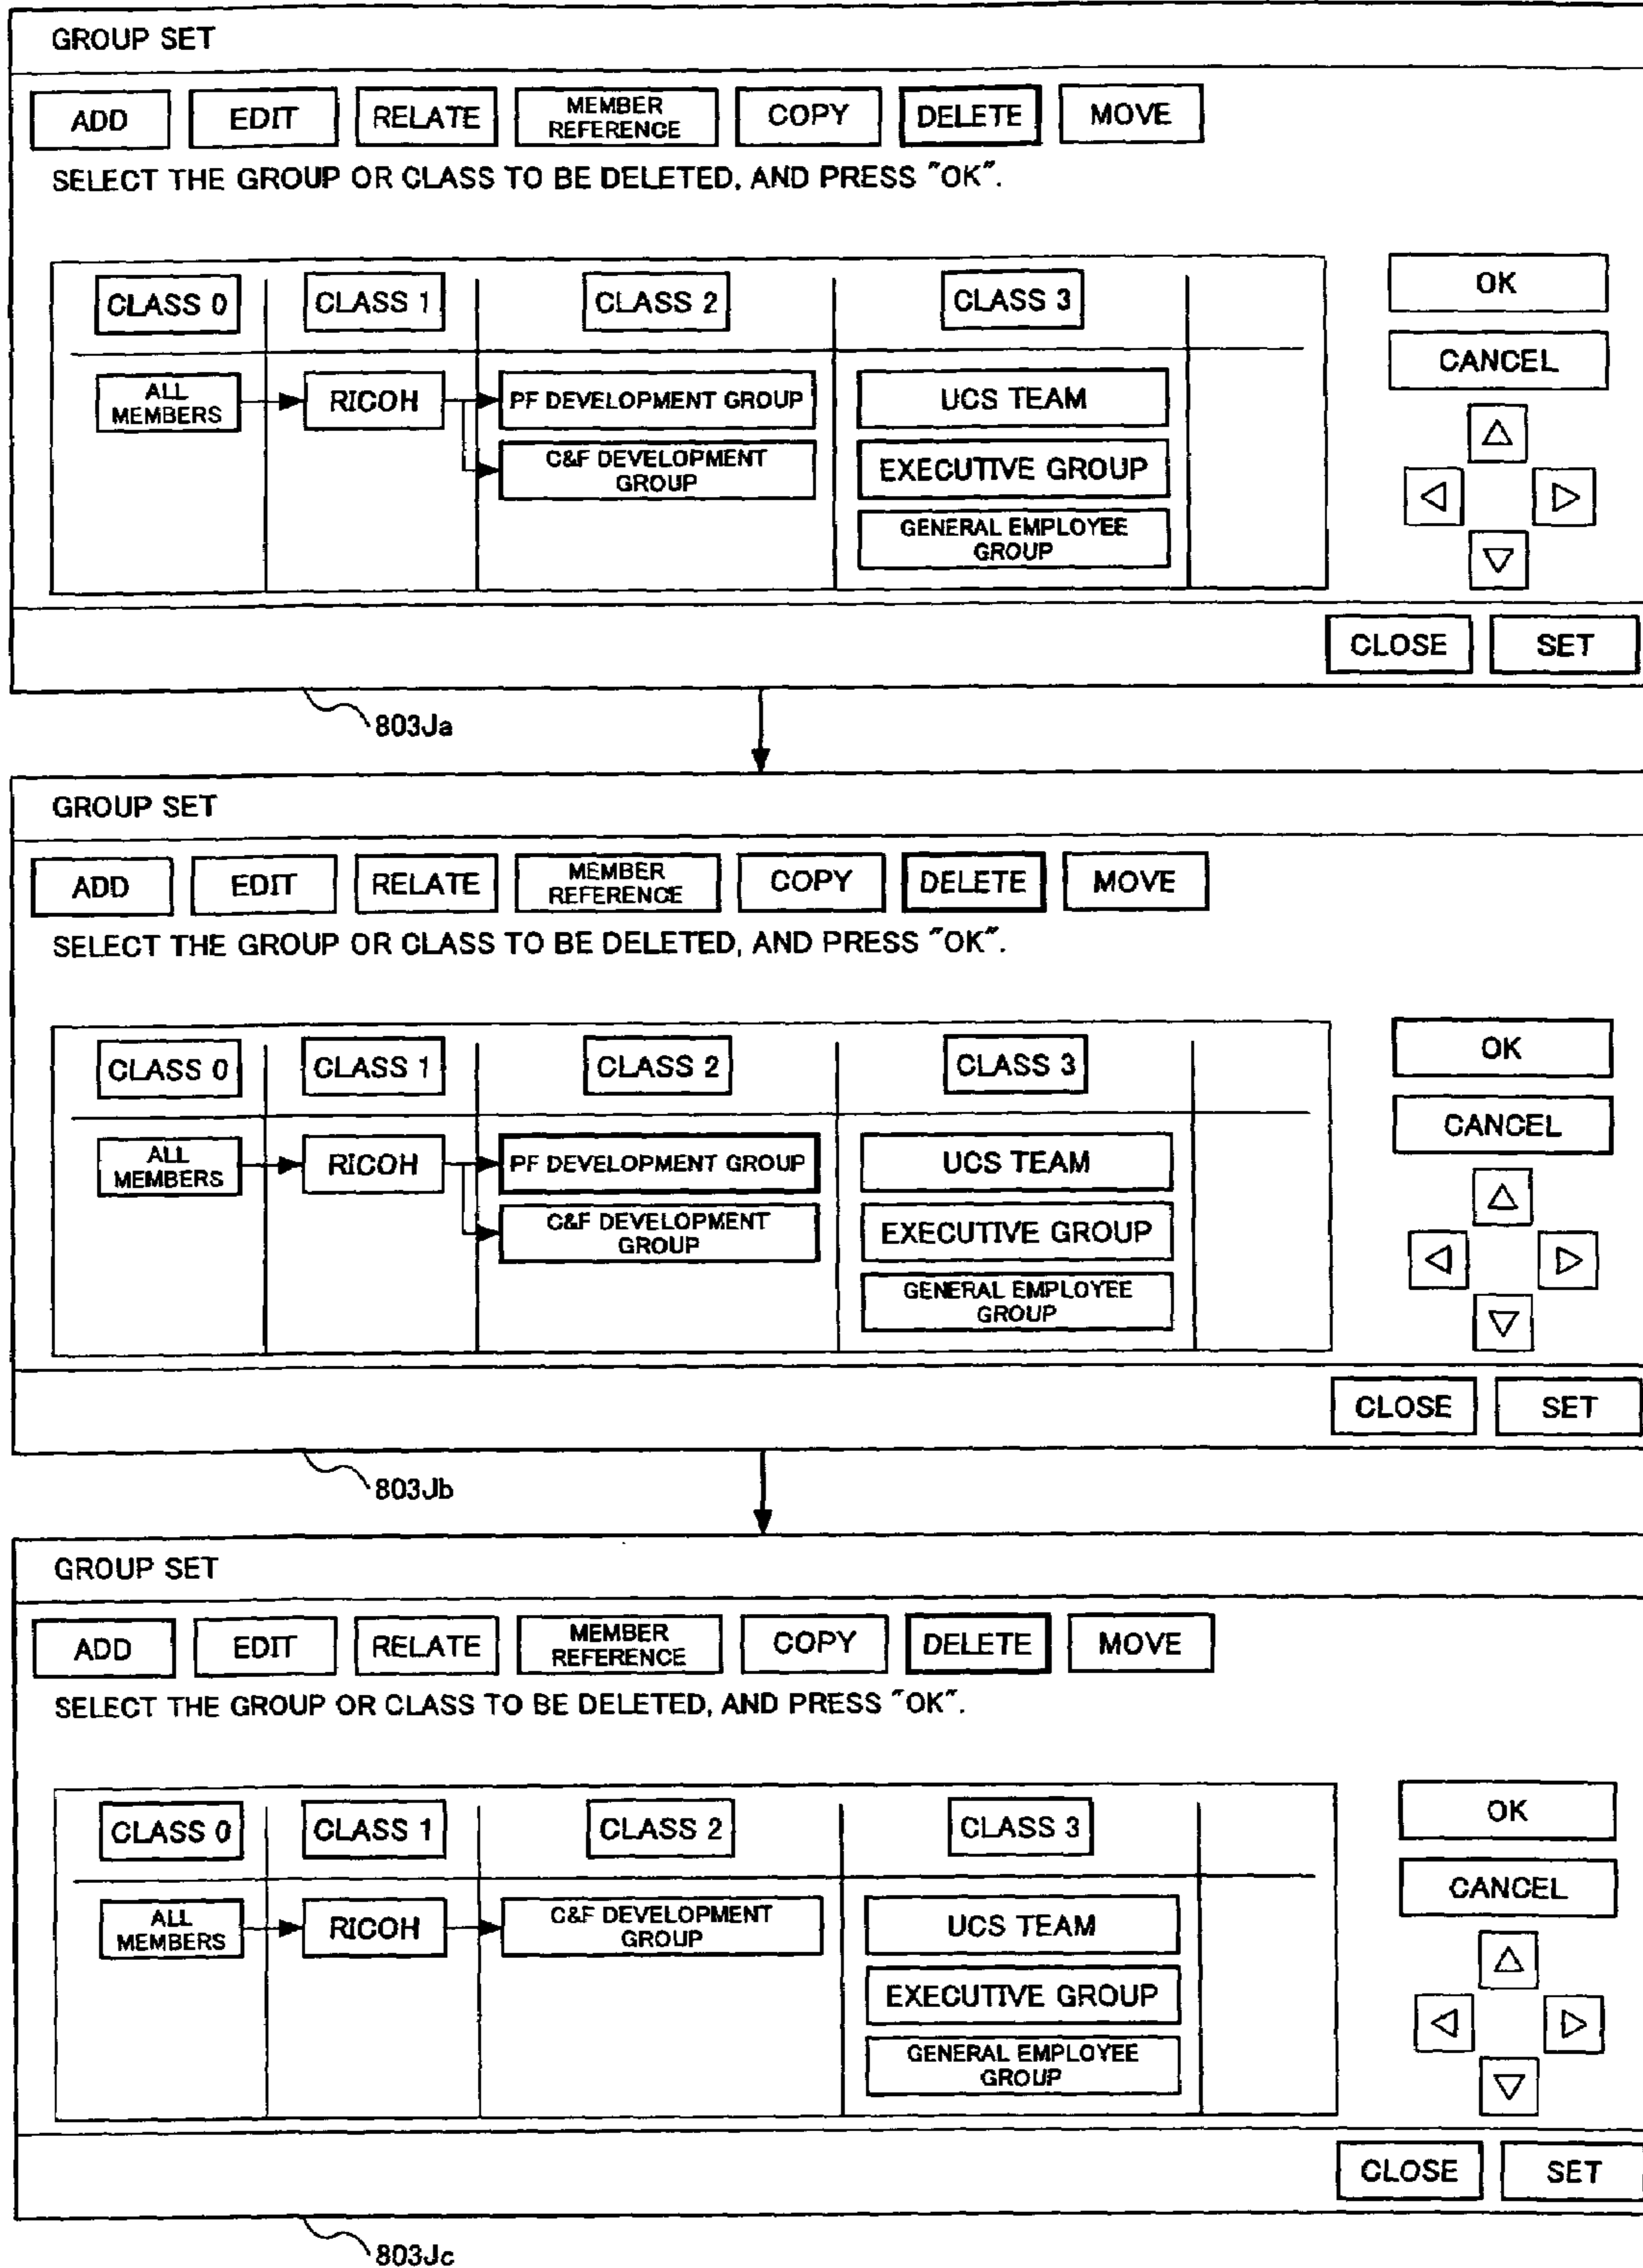 GROUP SET
ADD EDIT RELATE MEMBER REFERENCE COPY DELETE MOVE
SELECT THE GROUP OR CLASS TO BE DELETED, AND PRESS "OK".
CLASS 0 CLASS 1 CLASS 2 CLASS 3
OK
CANCEL
ALL
MEMBERS
RICOH
PF DEVELOPMENT GROUP
UCS TEAM
C&F DEVELOPMENT
GROUP
EXECUTIVE GROUP
GENERAL EMPLOYEE
GROUP
CLOSE SET
803Ja
GROUP SET
ADD EDIT RELATE MEMBER REFERENCE COPY DELETE MOVE
SELECT THE GROUP OR CLASS TO BE DELETED, AND PRESS "OK".
CLASS 0 CLASS 1 CLASS 2 CLASS 3
OK
CANCEL
ALL
MEMBERS
RICOH
PF DEVELOPMENT GROUP
UCS TEAM
C&F DEVELOPMENT
GROUP
EXECUTIVE GROUP
GENERAL EMPLOYEE
GROUP
CLOSE SET
803Jb
GROUP SET
ADD EDIT RELATE MEMBER REFERENCE COPY DELETE MOVE
SELECT THE GROUP OR CLASS TO BE DELETED, AND PRESS "OK".
CLASS 0 CLASS 1 CLASS 2 CLASS 3
OK
CANCEL
ALL
MEMBERS
RICOH
C&F DEVELOPMENT
GROUP
UCS TEAM
EXECUTIVE GROUP
GENERAL EMPLOYEE
GROUP
CLOSE SET
803Jc